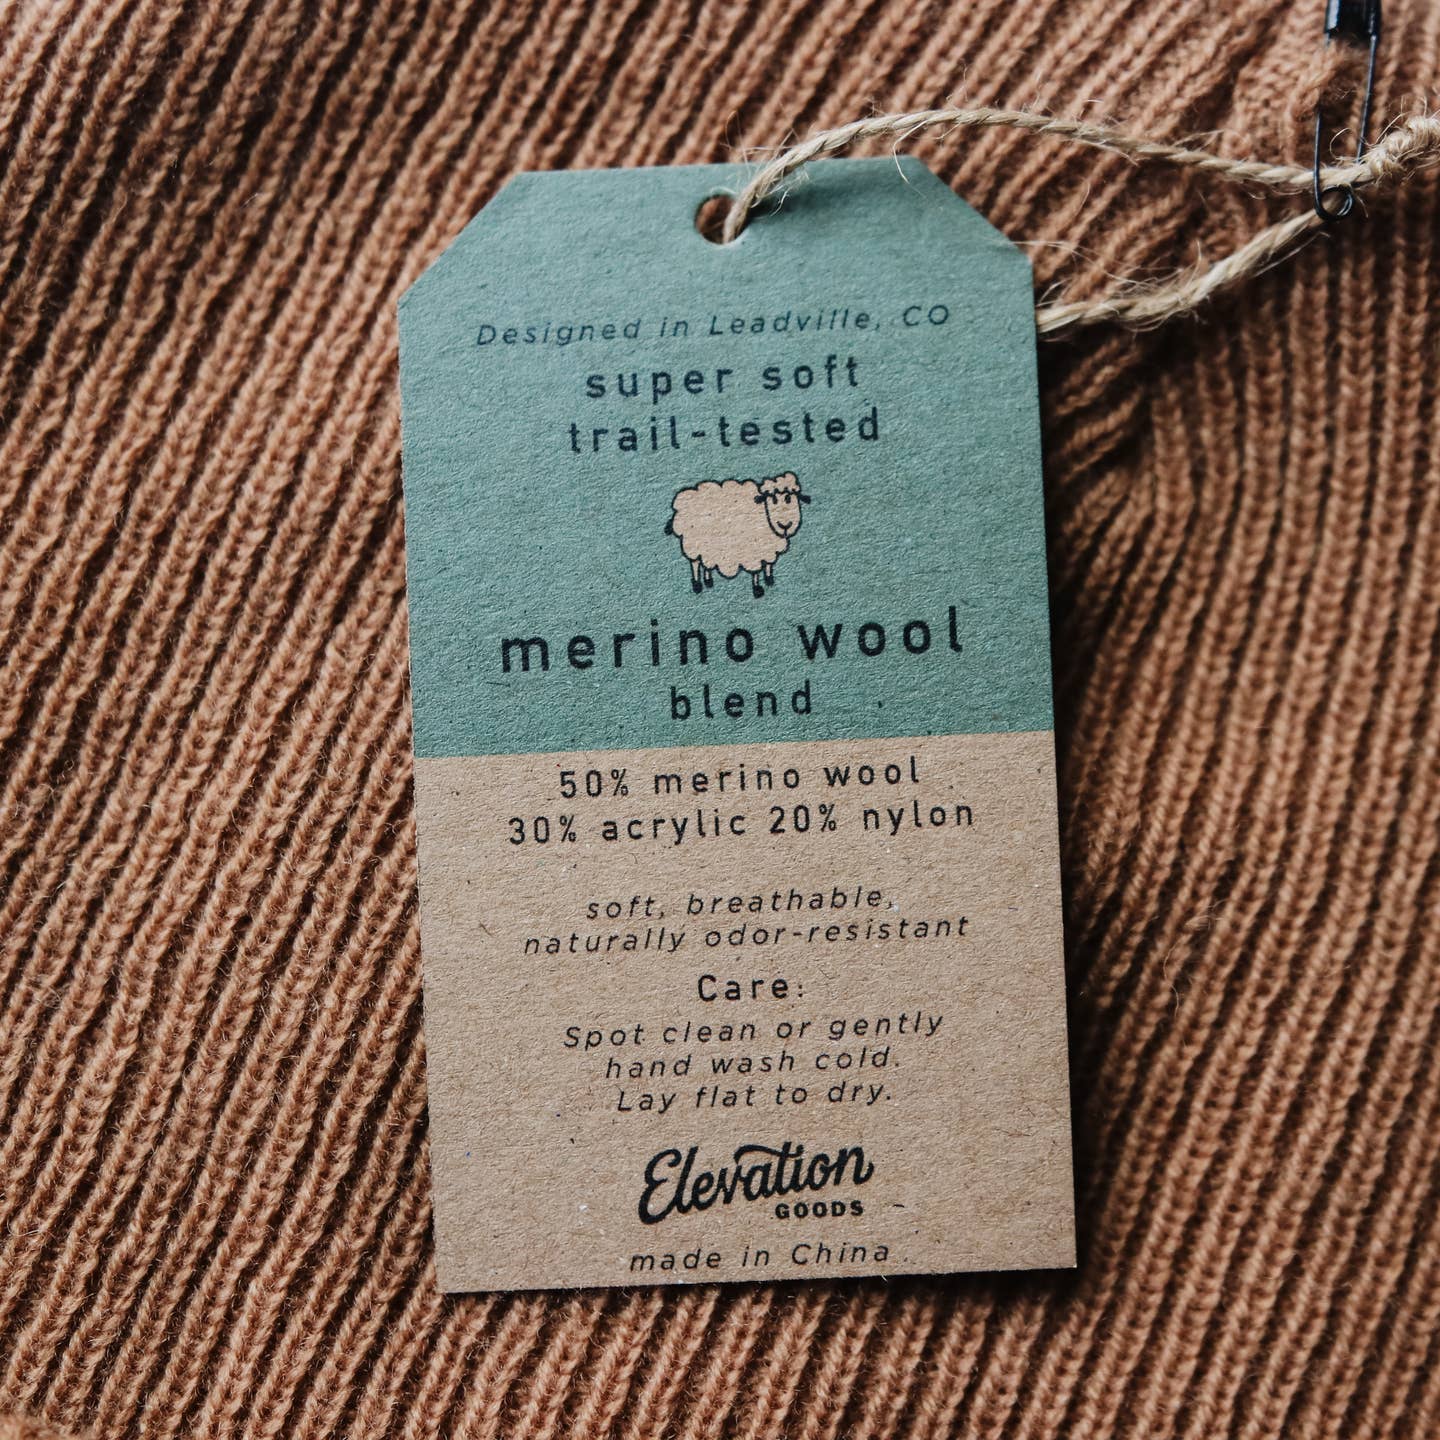 Designed in Leadville, CO
super soft
trail-tested
merino wool
blend
50% merino wool
30% acrylic 20% nylon
soft, breathable,
naturally odor-resistant
Care:
Spot clean or gently
hand wash cold.
Lay flat to dry.
Elevation
GOODS
made in China